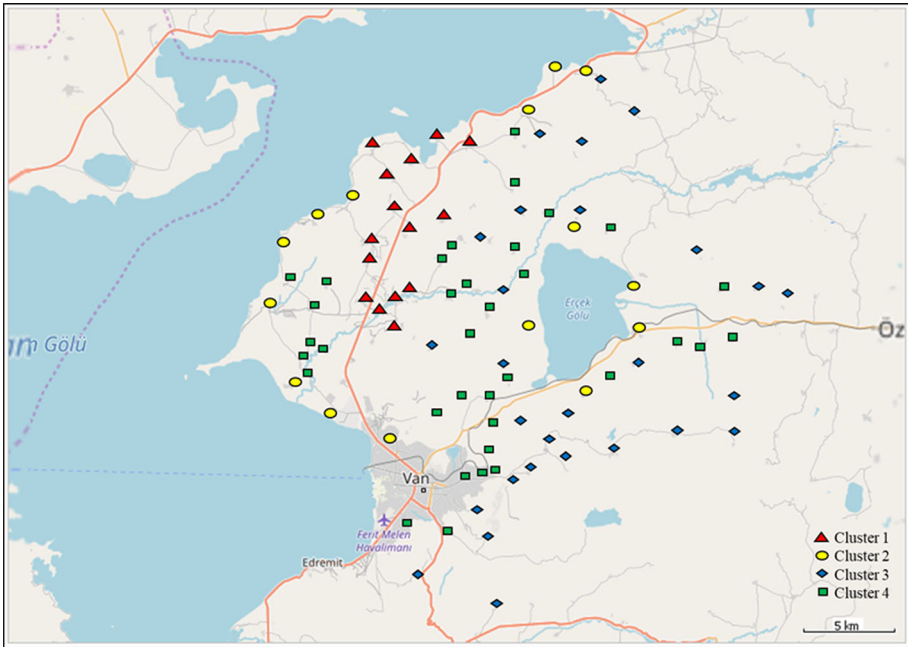 Erçek
Gölü
Öz
m Gölü
Van
Ferit Melen
Havalimanı
Edremit
Cluster 1
Cluster 2
Cluster 3
Cluster 4
5 km